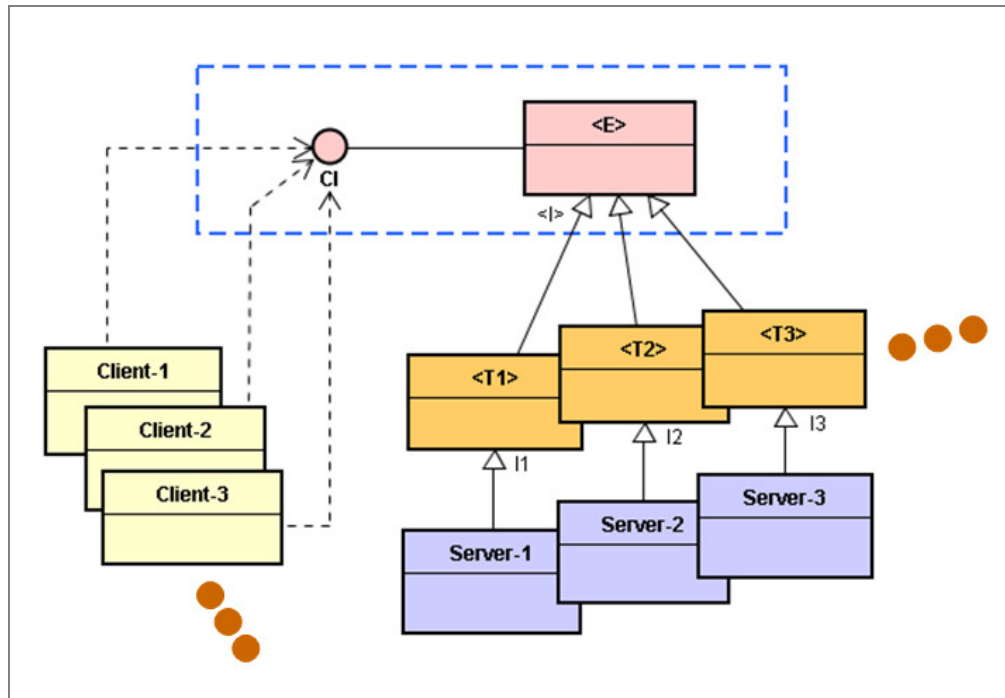 <E>
CI
<I>
<T3>
<T2>
<T1>
Client-1
Client-2
Client-3
I1
I2
I3
Server-3
Server-2
Server-1